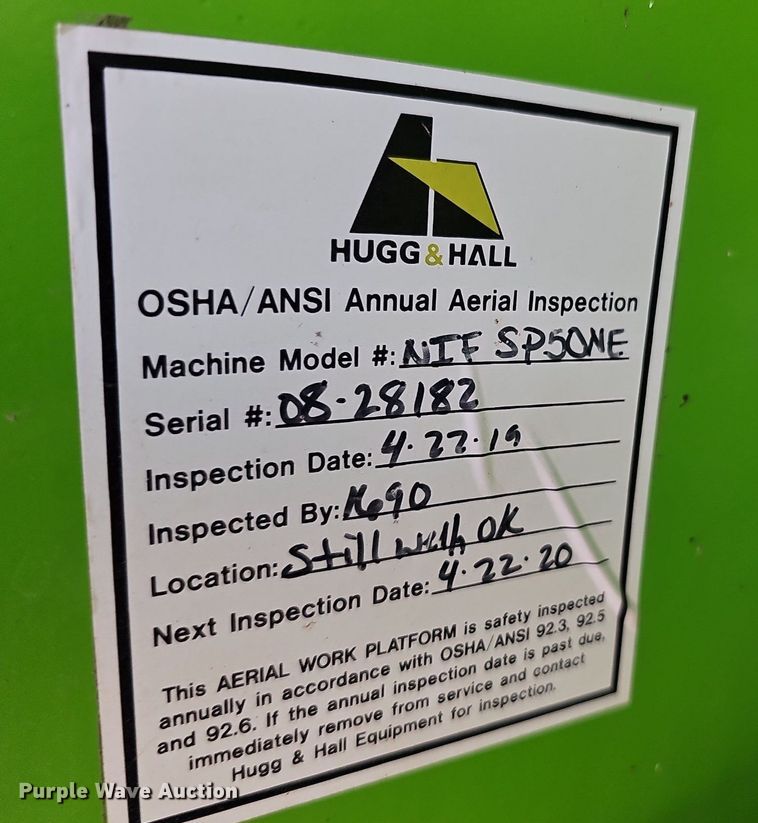 HUGG & HALL
OSHA/ANSI Annual Aerial Inspection
Machine Model #: NIF SP50NE
Serial #: 08-28182
Inspection Date: 4.22.19
Inspected By: K690
Location: Still OK
Next Inspection Date: 4.22.20
This AERIAL WORK PLATFORM is safety inspected
annually in accordance with OSHA/ANSI 92.3, 92.5
and 92.6. If the annual inspection date is past due,
immediately remove from service and contact
Hugg & Hall Equipment for inspection.
Purple Wave Auction